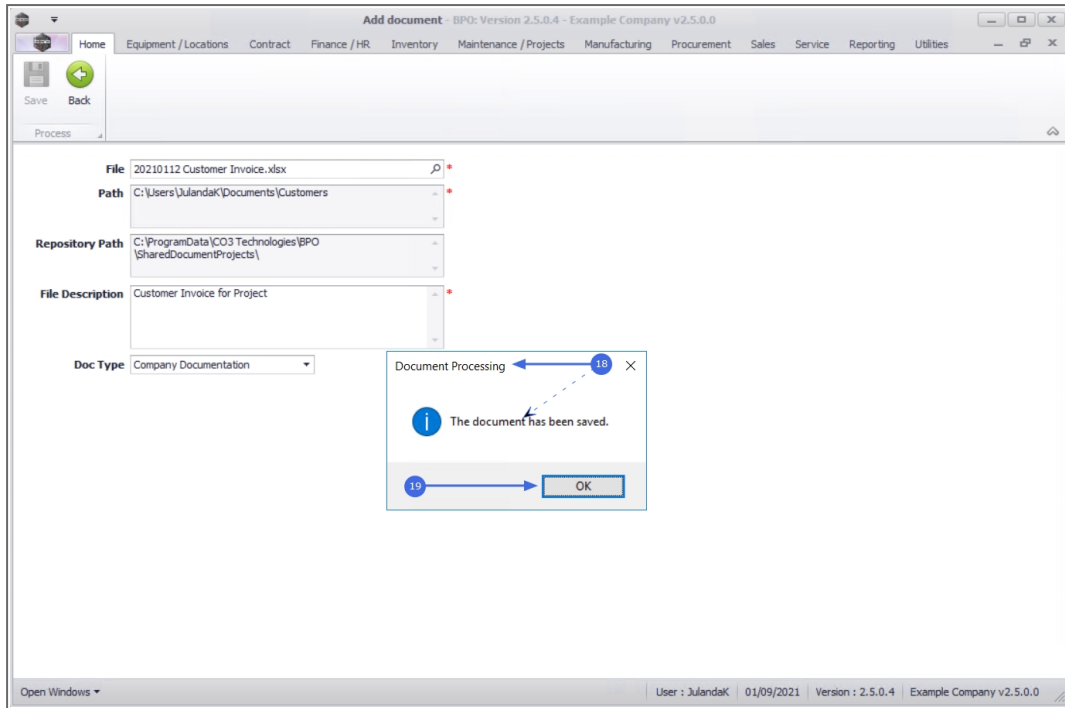 Add document - BPO: Version 2.5.0.4 - Example Company v2.5.0.0
Home Equipment / Locations Contract Finance / HR Inventory Maintenance / Projects Manufacturing Procurement Sales Service Reporting Utilities
Save Back
Process
File 20210112 Customer Invoice.xlsx *
Path C:\Users\JulandaK\Documents\Customers *
Repository Path C:\ProgramData\CO3 Technologies\BPO
\SharedDocumentProjects\
File Description Customer Invoice for Project *
Doc Type Company Documentation
Document Processing 18
The document has been saved.
19 OK
Open Windows User : JulandaK 01/09/2021 Version : 2.5.0.4 Example Company v2.5.0.0